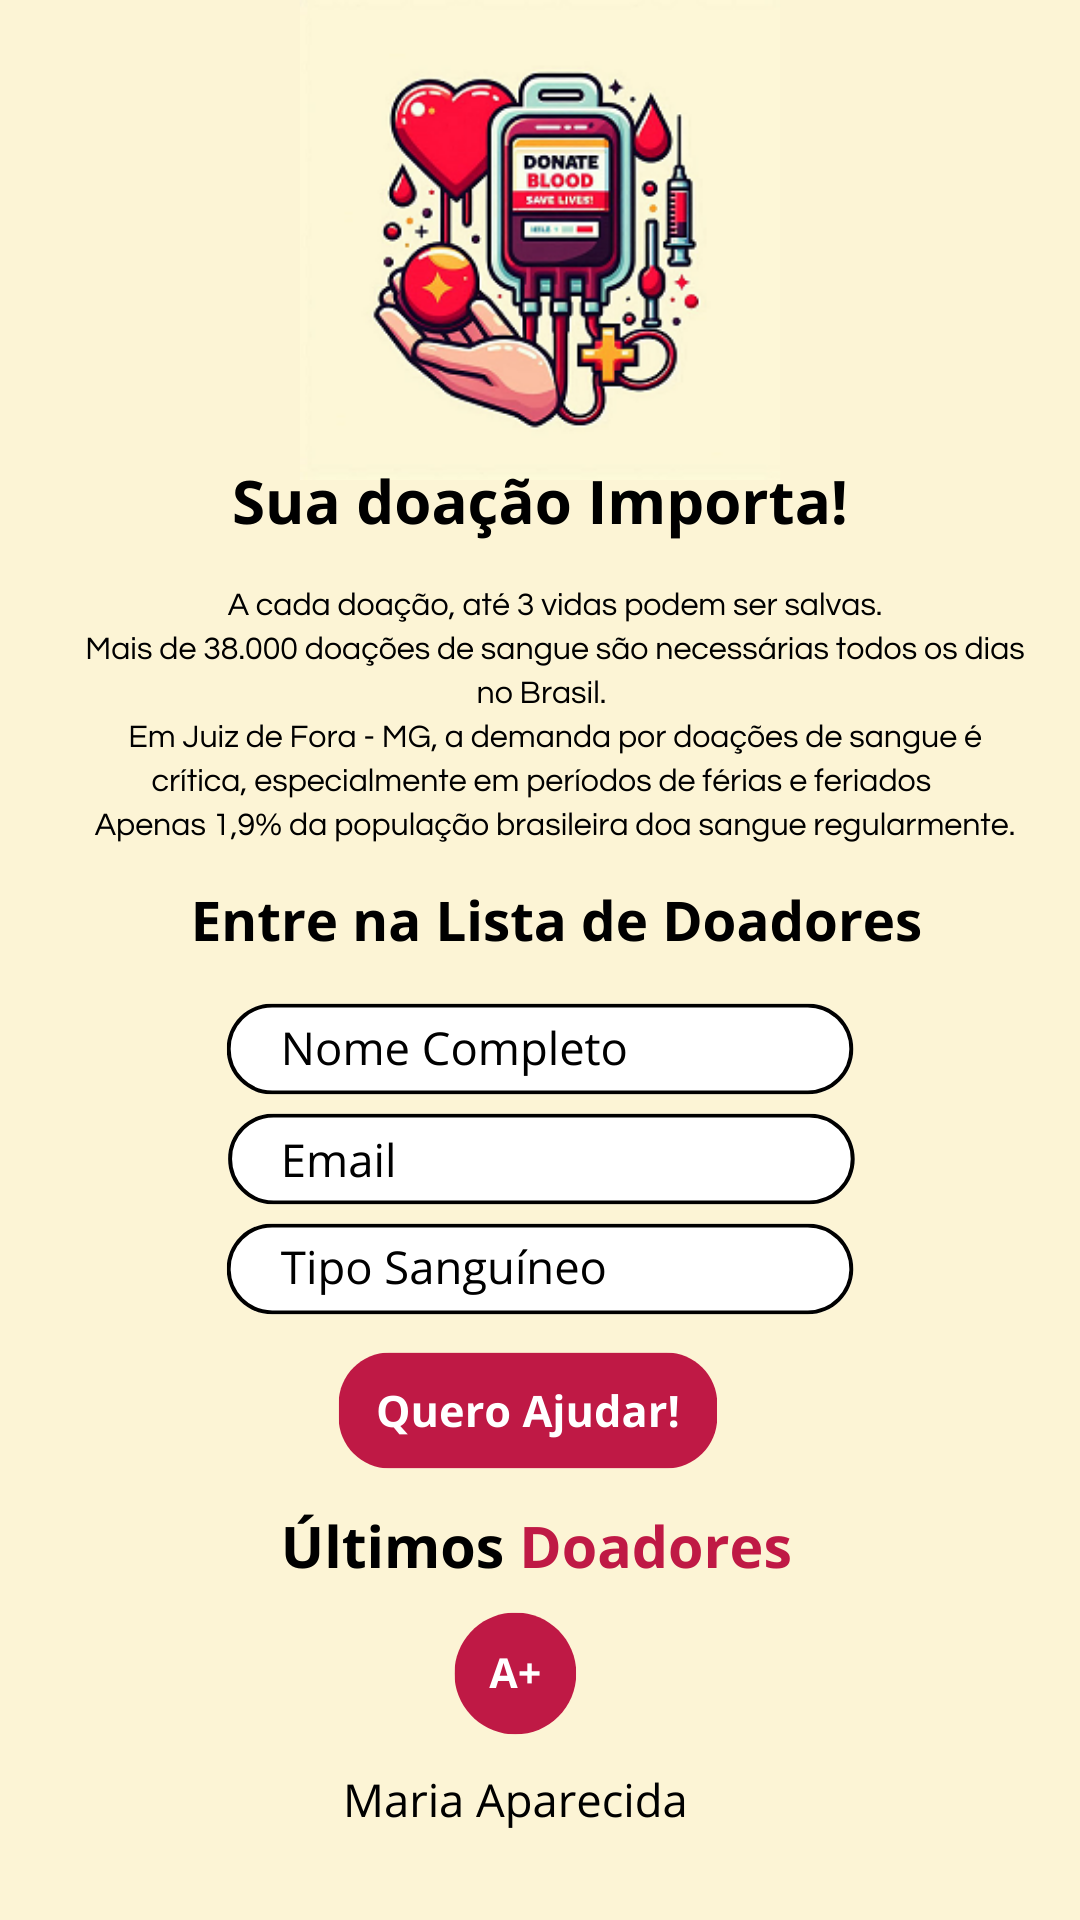 DONATE
BLOOD
SAVE LIVES!
Sua doação Importa!
A cada doação, até 3 vidas podem ser salvas.
Mais de 38.000 doações de sangue são necessárias todos os dias
no Brasil.
Em Juiz de Fora - MG, a demanda por doações de sangue é
crítica, especialmente em períodos de férias e feriados
Apenas 1,9% da população brasileira doa sangue regularmente.
Entre na Lista de Doadores
Nome Completo
Email
Tipo Sanguíneo
Quero Ajudar!
Últimos Doadores
A+
Maria Aparecida